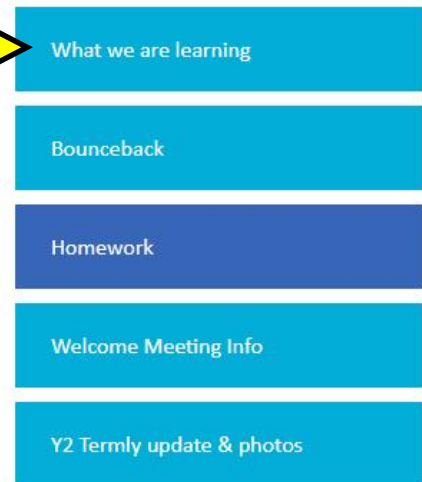 What we are learning
Bounceback
Homework
Welcome Meeting Info
Y2 Termly update & photos